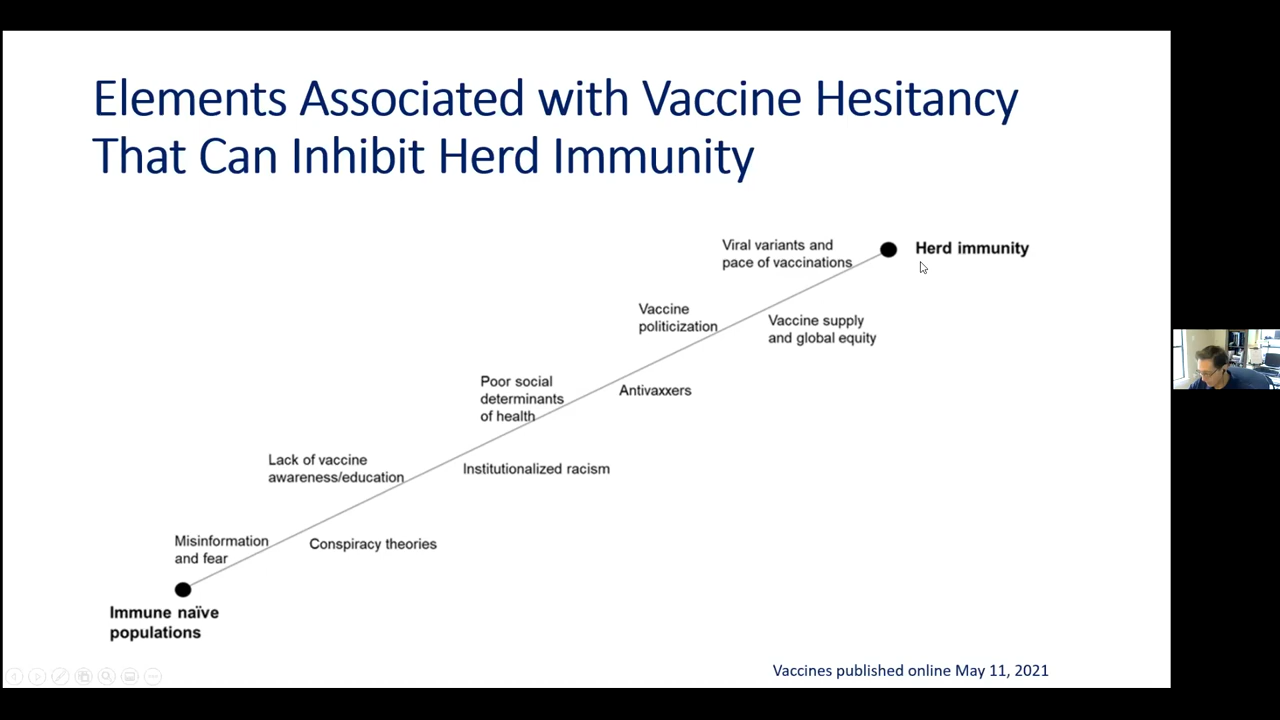 Elements Associated with Vaccine Hesitancy
That Can Inhibit Herd Immunity
Viral variants and
pace of vaccinations
Herd immunity
Vaccine
politicization
Vaccine supply
and global equity
Poor social
determinants
of health
Antivaxxers
Lack of vaccine
awareness/education
Institutionalized racism
Misinformation
and fear
Conspiracy theories
Immune naïve
populations
Vaccines published online May 11, 2021